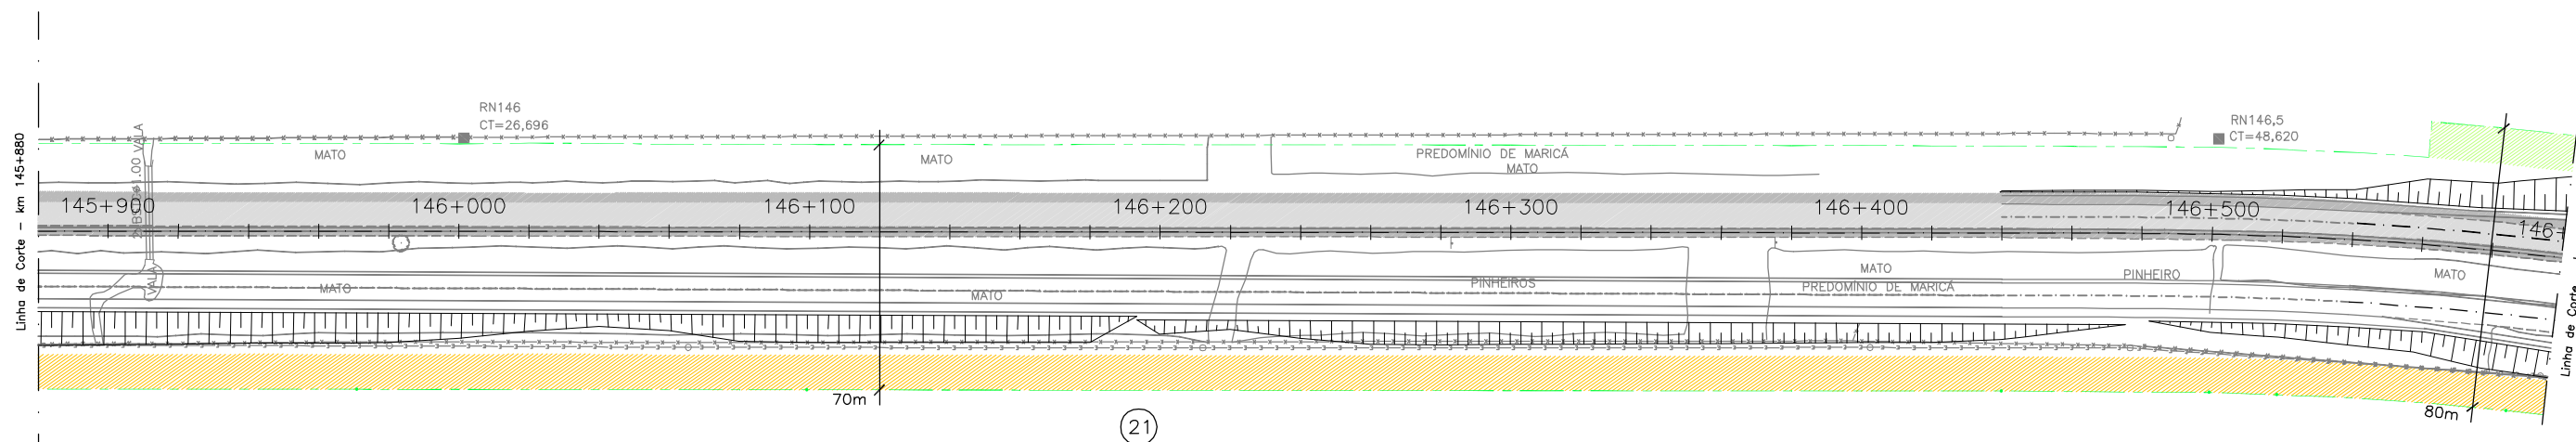 RN146
CT=26,696
RN146,5
CT=48,620
MATO
MATO
PREDOMÍNIO DE MARICÁ
MATO
VALA
145+900
146+000
146+100
146+200
146+300
146+400
146+500
146
VALA
MATO
MATO
PINHEIROS
MATO
PREDOMÍNIO DE MARICÁ
PINHEIRO
MATO
Linha de Corte - km 145+880
Linha de Corte
70m
80m
21